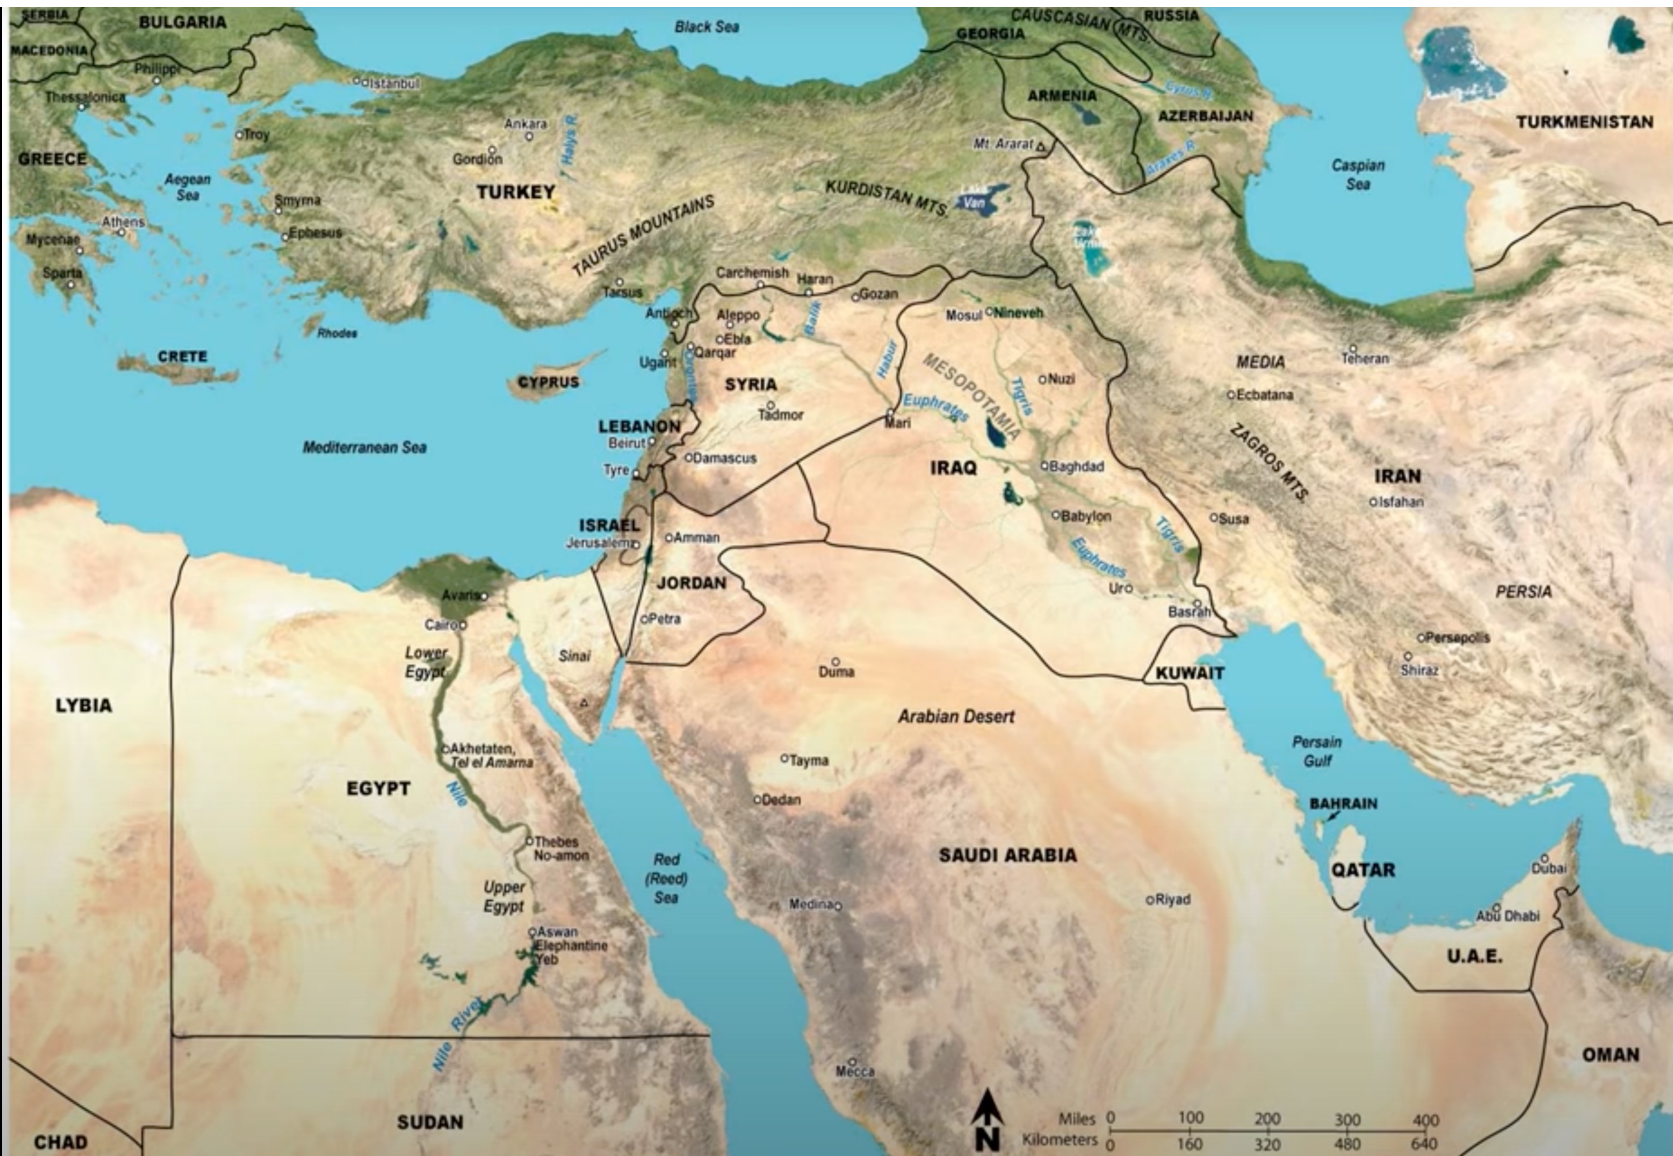 SERBIA
BULGARIA
Black Sea
CAUSCASIAN MTS.
RUSSIA
GEORGIA
MACEDONIA
Philippi
Istanbul
Thessalonica
Cyrus R.
ARMENIA
AZERBAIJAN
TURKMENISTAN
Troy
Ankara
Halys R.
Gordion
Mt. Ararat
Araxes R.
GREECE
Aegean
Sea
TURKEY
KURDISTAN MTS.
Van
Caspian
Sea
Smyrna
Athens
Ephesus
Mycenae
Sparta
TAURUS MOUNTAINS
Lake
Urmia
Tarsus
Carchemish
Haran
Gozan
Antioch
Aleppo
Balik
Mosul
Nineveh
Rhodes
Ebla
Qarqar
Ugarit
Orontes
CRETE
CYPRUS
SYRIA
Habur
MESOPOTAMIA
Tigris
Nuzi
MEDIA
Teheran
Ecbatana
Tadmor
Euphrates
Mari
LEBANON
Beirut
Mediterranean Sea
Tyre
Damascus
IRAQ
Baghdad
ZAGROS MTS.
IRAN
Isfahan
ISRAEL
Jerusalem
Amman
Babylon
Tigris
Susa
Euphrates
JORDAN
Ur
Basrah
PERSIA
Avaris
Cairo
Petra
Persepolis
Shiraz
Lower
Egypt
Sinai
Duma
KUWAIT
LYBIA
Arabian Desert
Persain
Gulf
Akhetaten,
Tel el Amarna
Tayma
EGYPT
Nile
Dedan
BAHRAIN
Thebes
No-amon
Red
(Reed)
Sea
SAUDI ARABIA
QATAR
Dubai
Upper
Egypt
Medina
Riyad
Abu Dhabi
Aswan
Elephantine
Yeb
U.A.E.
Nile River
OMAN
Mecca
SUDAN
CHAD
N
Miles 0 100 200 300 400
Kilometers 0 160 320 480 640